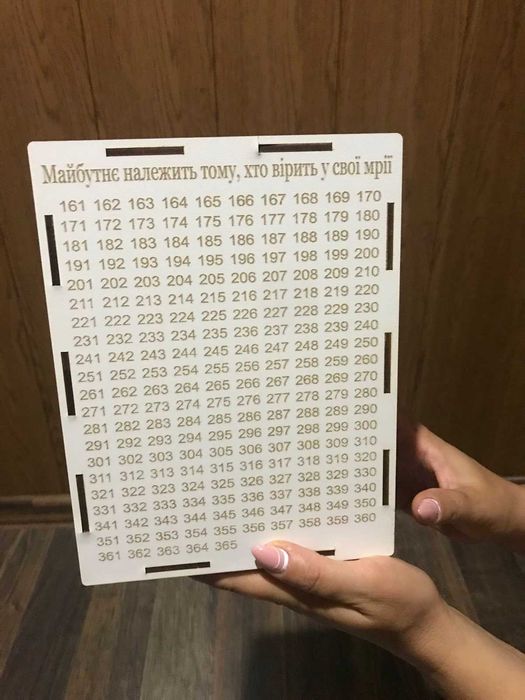 Майбутнє належить тому, хто вірить у свої мрії
161 162 163 164 165 166 167 168 169 170
171 172 173 174 175 176 177 178 179 180
181 182 183 184 185 186 187 188 189 190
191 192 193 194 195 196 197 198 199 200
201 202 203 204 205 206 207 208 209 210
211 212 213 214 215 216 217 218 219 220
221 222 223 224 225 226 227 228 229 230
231 232 233 234 235 236 237 238 239 240
241 242 243 244 245 246 247 248 249 250
251 252 253 254 255 256 257 258 259 260
261 262 263 264 265 266 267 268 269 270
271 272 273 274 275 276 277 278 279 280
281 282 283 284 285 286 287 288 289 290
291 292 293 294 295 296 297 298 299 300
301 302 303 304 305 306 307 308 309 310
311 312 313 314 315 316 317 318 319 320
321 322 323 324 325 326 327 328 329 330
331 332 333 334 335 336 337 338 339 340
341 342 343 344 345 346 347 348 349 350
351 352 353 354 355 356 357 358 359 360
361 362 363 364 365